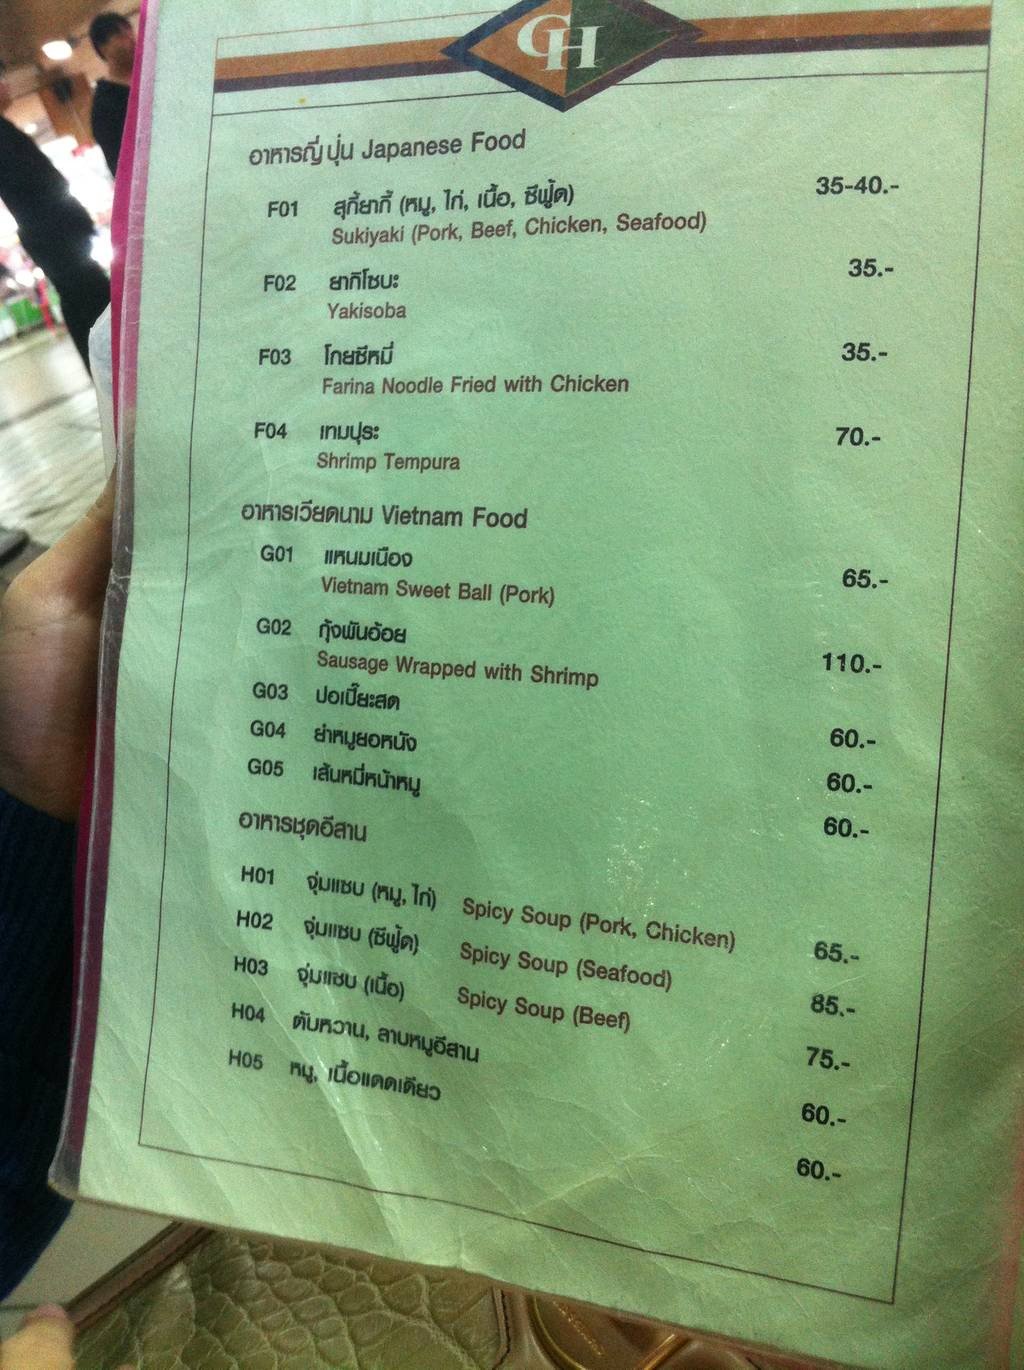 GH
อาหารญี่ปุ่น Japanese Food
F01 สุกี้ยากี้ (หมู, ไก่, เนื้อ, ซีฟู้ด) 35-40.-
Sukiyaki (Pork, Beef, Chicken, Seafood)
F02 ยากิโซบะ 35.-
Yakisoba
F03 โกยซีหมี่ 35.-
Farina Noodle Fried with Chicken
F04 เทมปุระ 70.-
Shrimp Tempura
อาหารเวียดนาม Vietnam Food
G01 แหนมเนือง 65.-
Vietnam Sweet Ball (Pork)
G02 กุ้งพันอ้อย 110.-
Sausage Wrapped with Shrimp
G03 ปอเปี๊ยะสด 60.-
G04 ยำหมูยอหนัง 60.-
G05 เส้นหมี่หน้าหมู 60.-
อาหารชุดอีสาน
H01 จุ่มแซบ (หมู, ไก่) Spicy Soup (Pork, Chicken) 65.-
H02 จุ่มแซบ (ซีฟู้ด) Spicy Soup (Seafood) 85.-
H03 จุ่มแซบ (เนื้อ) Spicy Soup (Beef) 75.-
H04 ตับหวาน, ลาบหมูอีสาน 60.-
H05 หมู, เนื้อแดดเดียว 60.-